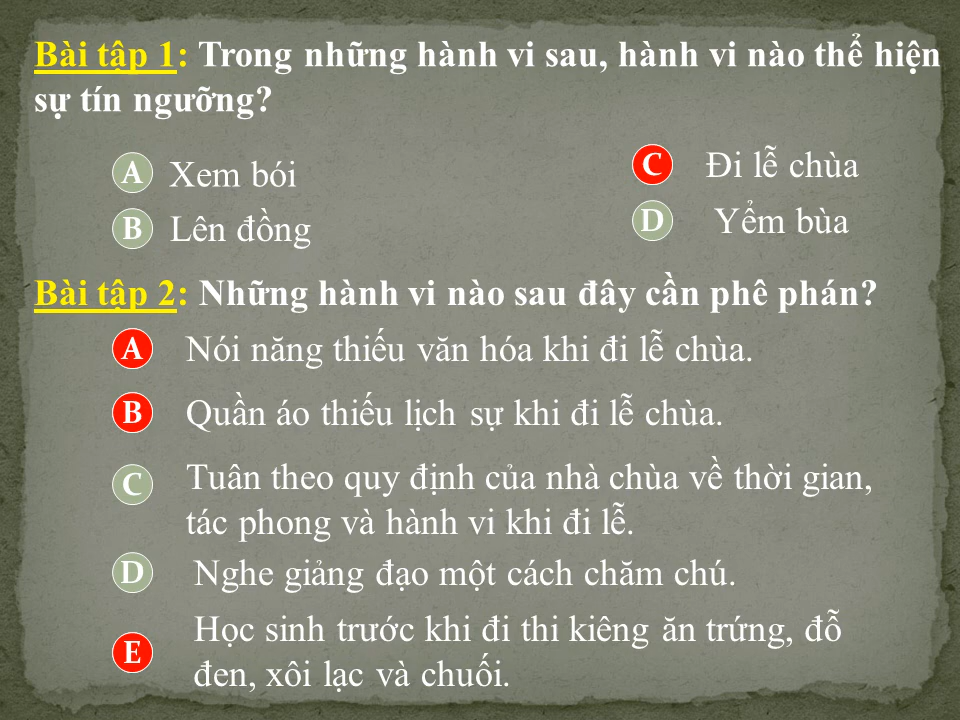 Bài tập 1: Trong những hành vi sau, hành vi nào thể hiện
sự tín ngưỡng?
A Xem bói
B Lên đồng
C Đi lễ chùa
D Yểm bùa
Bài tập 2: Những hành vi nào sau đây cần phê phán?
A Nói năng thiếu văn hóa khi đi lễ chùa.
B Quần áo thiếu lịch sự khi đi lễ chùa.
C Tuân theo quy định của nhà chùa về thời gian,
tác phong và hành vi khi đi lễ.
D Nghe giảng đạo một cách chăm chú.
E Học sinh trước khi đi thi kiêng ăn trứng, đỗ
đen, xôi lạc và chuối.